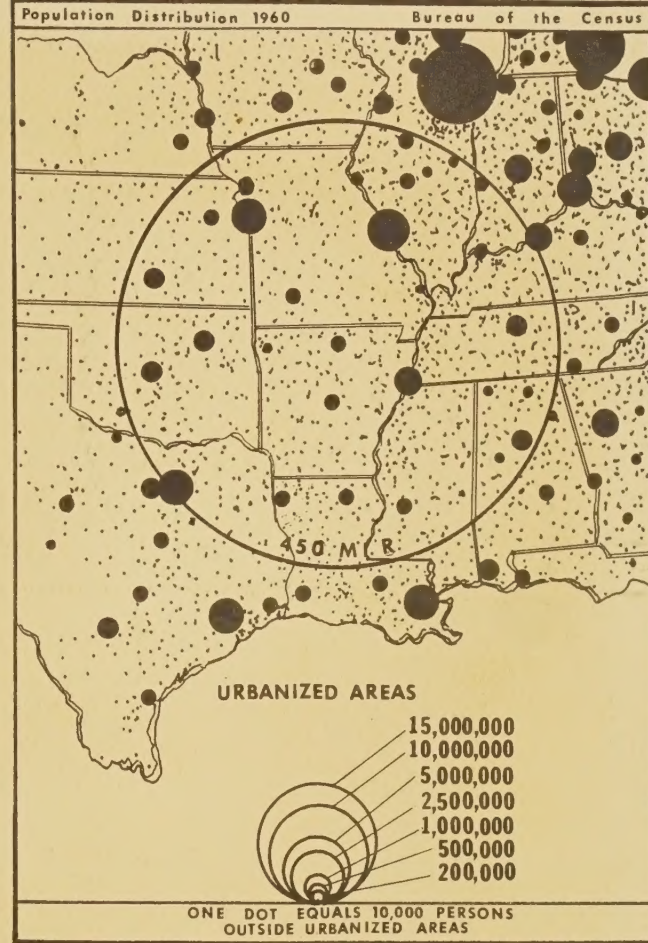 Population Distribution 1960 Bureau of the Census
450 M R
URBANIZED AREAS
15,000,000
10,000,000
5,000,000
2,500,000
1,000,000
500,000
200,000
ONE DOT EQUALS 10,000 PERSONS
OUTSIDE URBANIZED AREAS